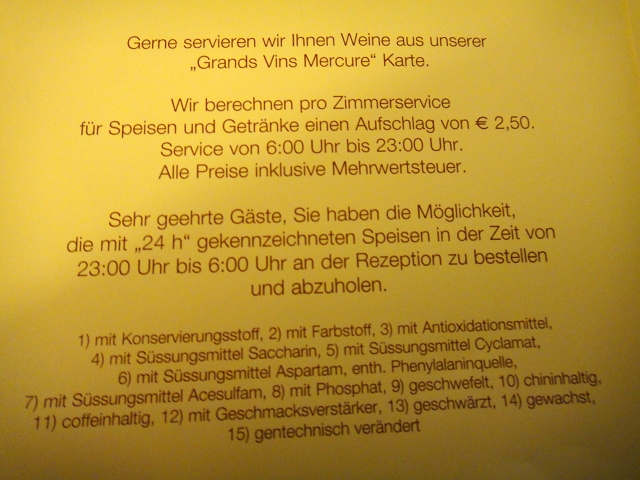 Gerne servieren wir Ihnen Weine aus unserer
„Grands Vins Mercure“ Karte.
Wir berechnen pro Zimmerservice
für Speisen und Getränke einen Aufschlag von € 2,50.
Service von 6:00 Uhr bis 23:00 Uhr.
Alle Preise inklusive Mehrwertsteuer.
Sehr geehrte Gäste, Sie haben die Möglichkeit,
die mit „24 h“ gekennzeichneten Speisen in der Zeit von
23:00 Uhr bis 6:00 Uhr an der Rezeption zu bestellen
und abzuholen.
1) mit Konservierungsstoff, 2) mit Farbstoff, 3) mit Antioxidationsmittel,
4) mit Süssungsmittel Saccharin, 5) mit Süssungsmittel Cyclamat,
6) mit Süssungsmittel Aspartam, enth. Phenylalaninquelle,
7) mit Süssungsmittel Acesulfam, 8) mit Phosphat, 9) geschwefelt, 10) chininhaltig,
11) coffeinhaltig, 12) mit Geschmacksverstärker, 13) geschwärzt, 14) gewachst,
15) gentechnisch verändert